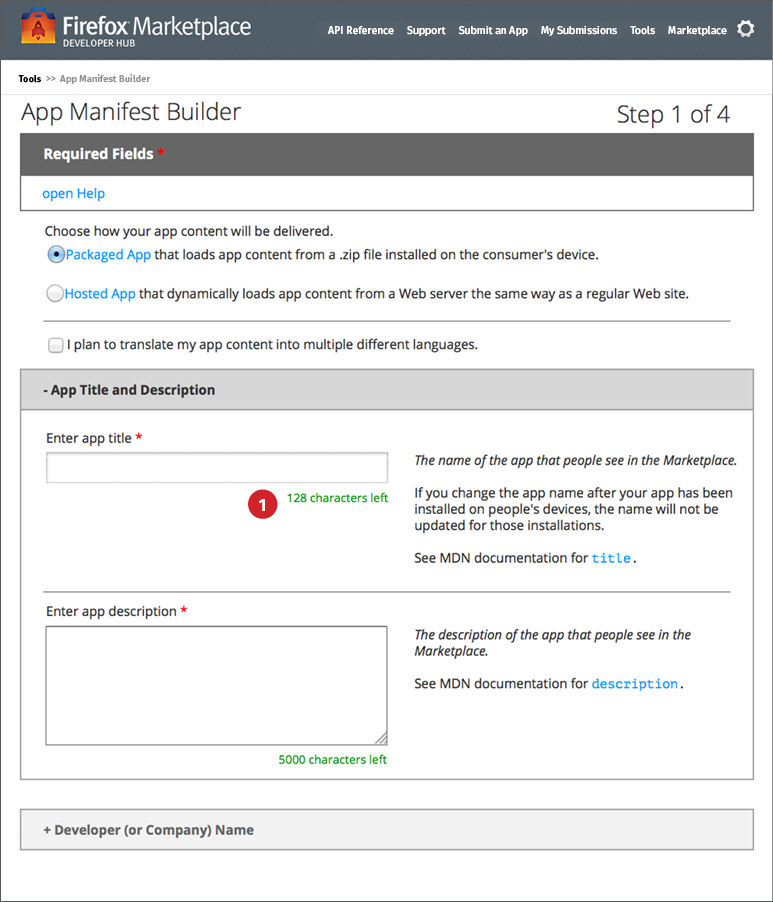 Firefox Marketplace
DEVELOPER HUB
API Reference Support Submit an App My Submissions Tools Marketplace
Tools >> App Manifest Builder
App Manifest Builder
Step 1 of 4
Required Fields *
open Help
Choose how your app content will be delivered.
Packaged App that loads app content from a .zip file installed on the consumer's device.
Hosted App that dynamically loads app content from a Web server the same way as a regular Web site.
I plan to translate my app content into multiple different languages.
- App Title and Description
Enter app title *
1
128 characters left
The name of the app that people see in the Marketplace.
If you change the app name after your app has been
installed on people's devices, the name will not be
updated for those installations.
See MDN documentation for title.
Enter app description *
5000 characters left
The description of the app that people see in the
Marketplace.
See MDN documentation for description.
+ Developer (or Company) Name